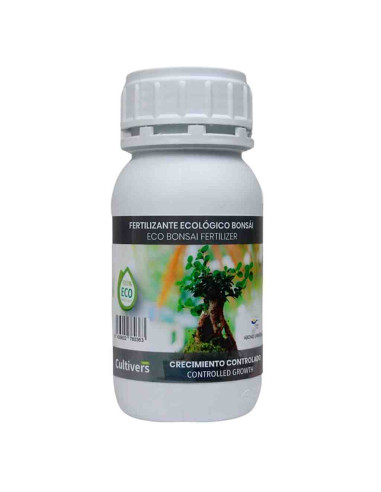 FERTILIZANTE ECOLÓGICO BONSÁI
ECO BONSAI FERTILIZER
ECO
Cultivers
CRECIMIENTO CONTROLADO
CONTROLLED GROWTH